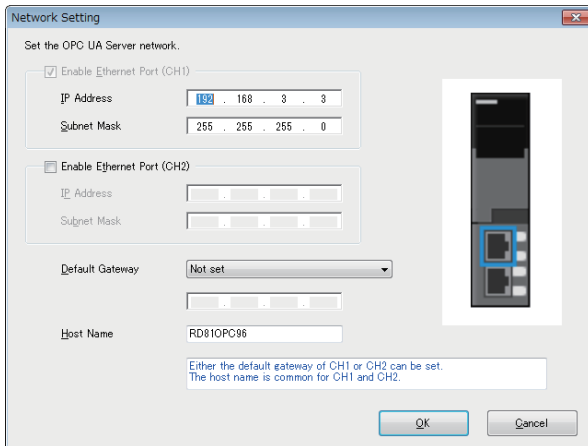 Network Setting
Set the OPC UA Server network.
Enable Ethernet Port (CH1)
IP Address 192 . 168 . 3 . 3
Subnet Mask 255 . 255 . 255 . 0
Enable Ethernet Port (CH2)
IP Address . . .
Subnet Mask . . .
Default Gateway Not set
. . .
Host Name RD81OPC96
Either the default gateway of CH1 or CH2 can be set.
The host name is common for CH1 and CH2.
OK Cancel